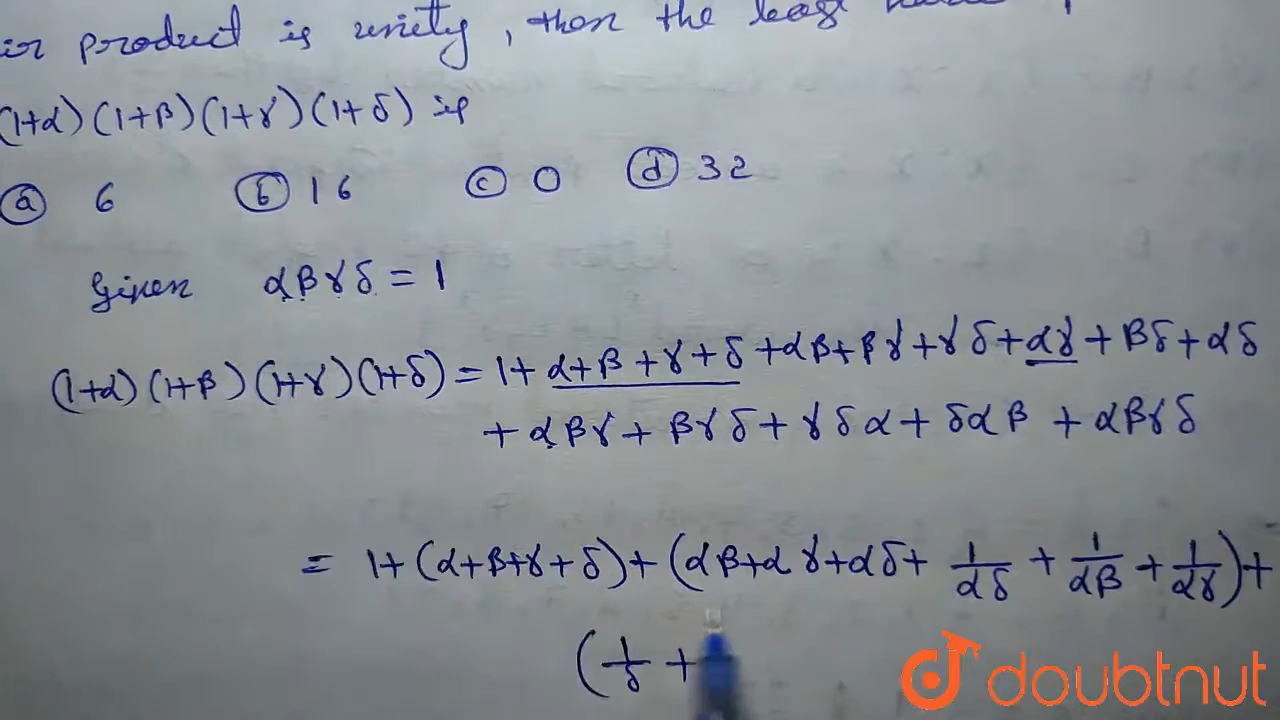 ir product is uniety, then the least
(1+α)(1+β)(1+γ)(1+δ) is
ⓐ 6 ⓑ 16 ⓒ 0 ⓓ 32
Given αβγδ = 1
(1+α)(1+β)(1+γ)(1+δ) = 1+α+β+γ+δ+αβ+βγ+γδ+αγ+βδ+αδ
+αβγ+βγδ+γδα+δαβ+αβγδ
= 1+(α+β+γ+δ)+(αβ+αγ+αδ+1/αδ+1/αβ+1/αγ)+
(1/δ+
doubtnut